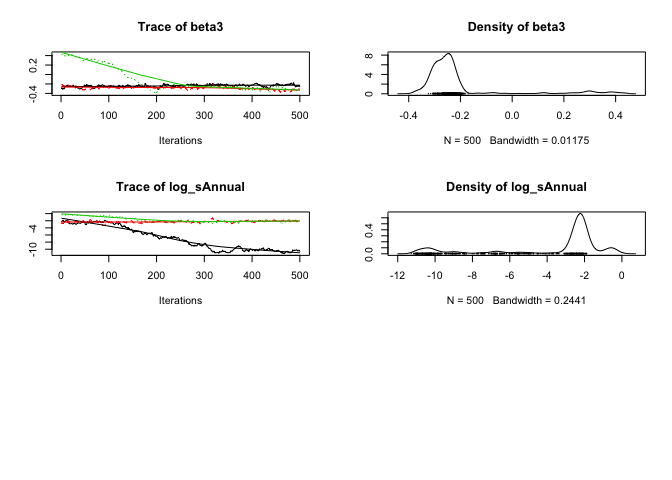 Trace of beta3
0.2
-0.4
0 100 200 300 400 500
Iterations
Density of beta3
8
4
0
-0.4 -0.2 0.0 0.2 0.4
N = 500 Bandwidth = 0.01175
Trace of log_sAnnual
-4
-10
0 100 200 300 400 500
Iterations
Density of log_sAnnual
0.4
0.0
-12 -10 -8 -6 -4 -2 0
N = 500 Bandwidth = 0.2441